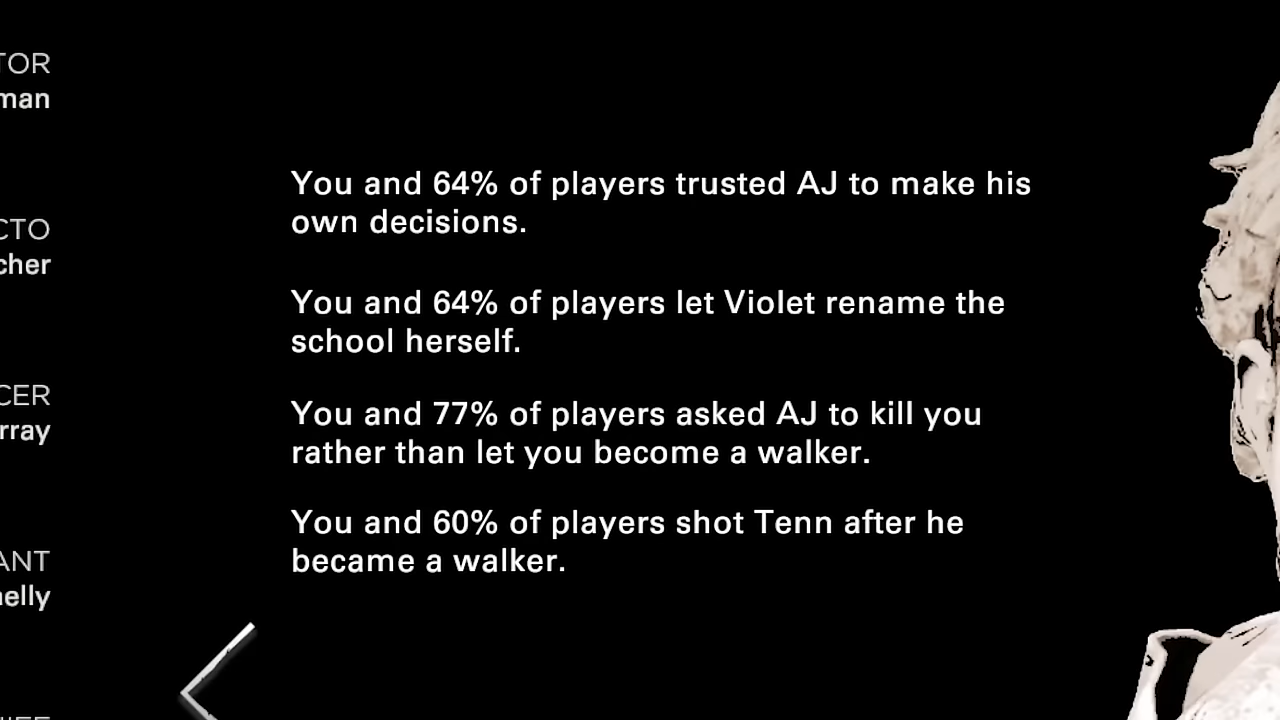 TOR
man
You and 64% of players trusted AJ to make his
own decisions.
CTO
cher
You and 64% of players let Violet rename the
school herself.
CER
rray
You and 77% of players asked AJ to kill you
rather than let you become a walker.
You and 60% of players shot Tenn after he
became a walker.
ANT
nelly